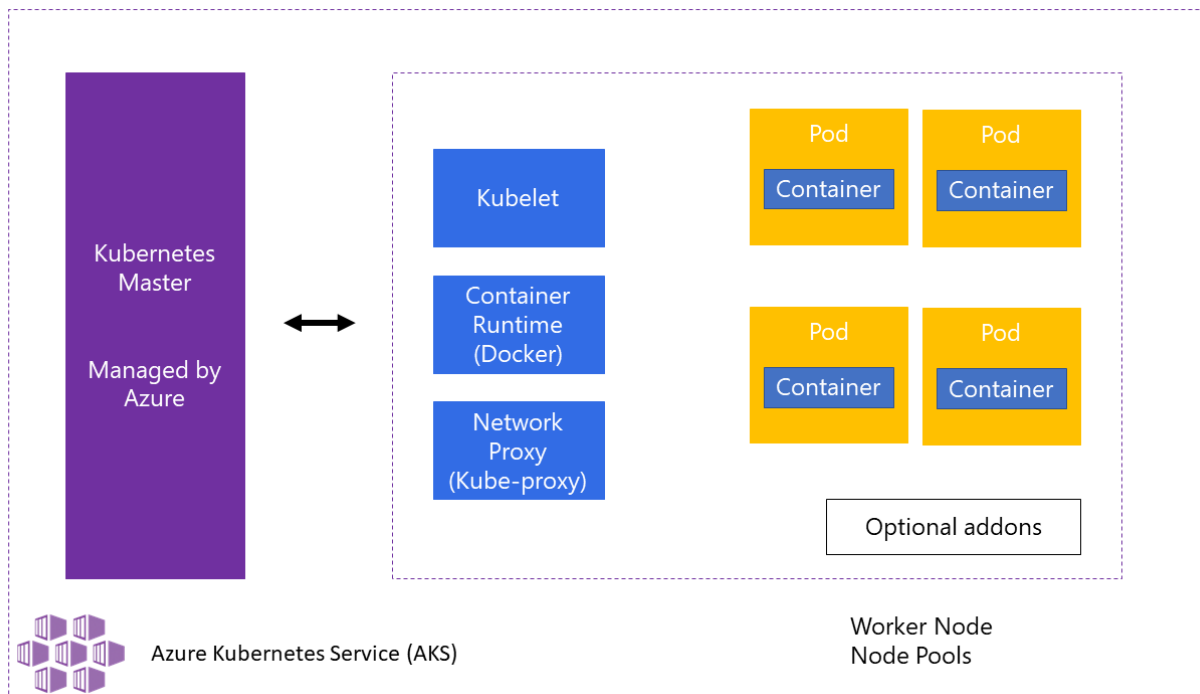 Kubernetes
Master
Managed by
Azure
Kubelet
Container
Runtime
(Docker)
Network
Proxy
(Kube-proxy)
Pod
Container
Pod
Container
Pod
Container
Pod
Container
Optional addons
Azure Kubernetes Service (AKS)
Worker Node
Node Pools